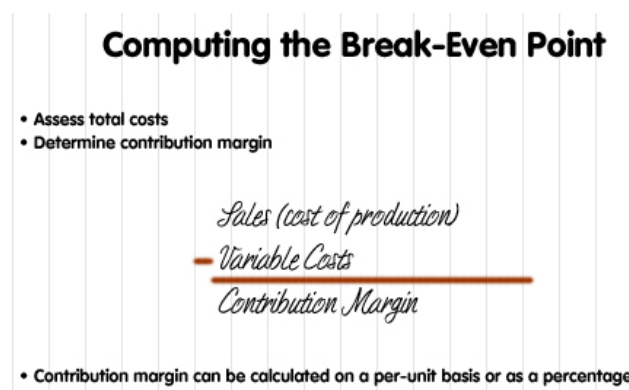 Computing the Break-Even Point
• Assess total costs
• Determine contribution margin
Sales (cost of production)
– Variable Costs
Contribution Margin
• Contribution margin can be calculated on a per-unit basis or as a percentage